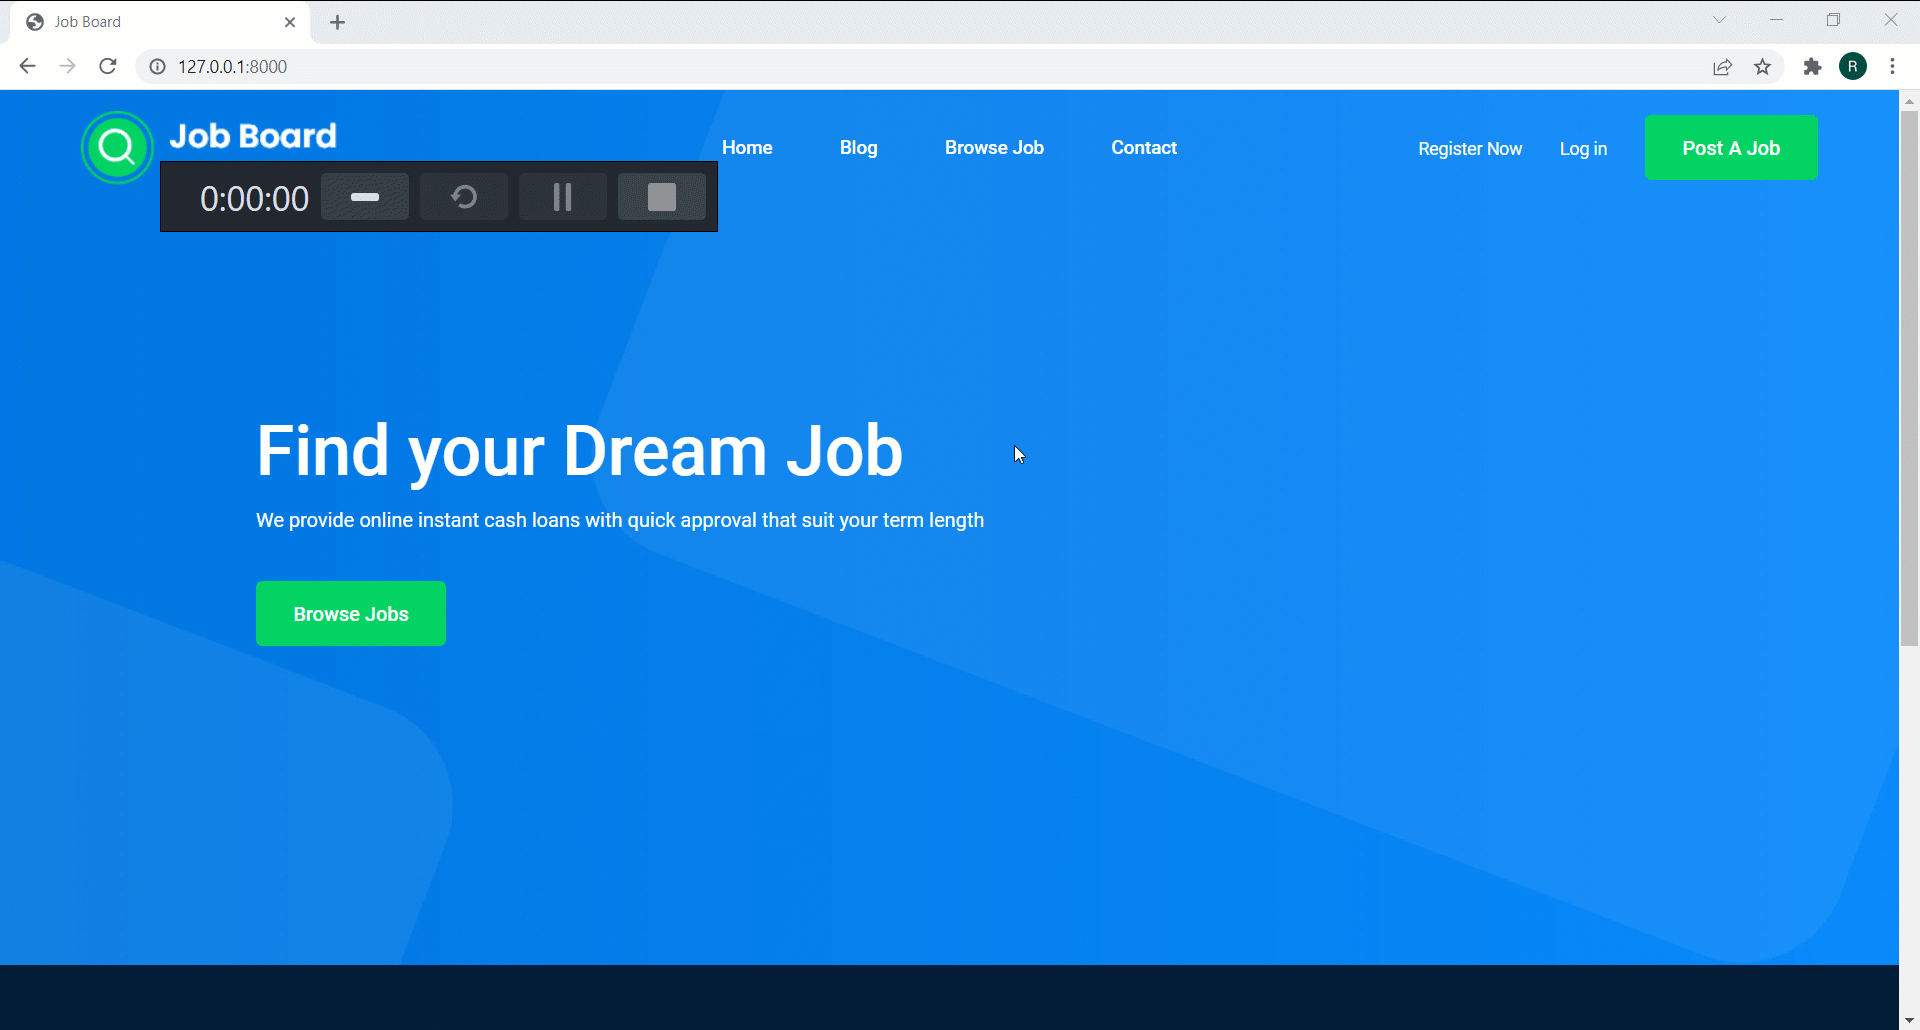 Job Board
127.0.0.1:8000
R
Job Board
Home Blog Browse Job Contact Register Now Log in Post A Job
0:00:00
Find your Dream Job
We provide online instant cash loans with quick approval that suit your term length
Browse Jobs